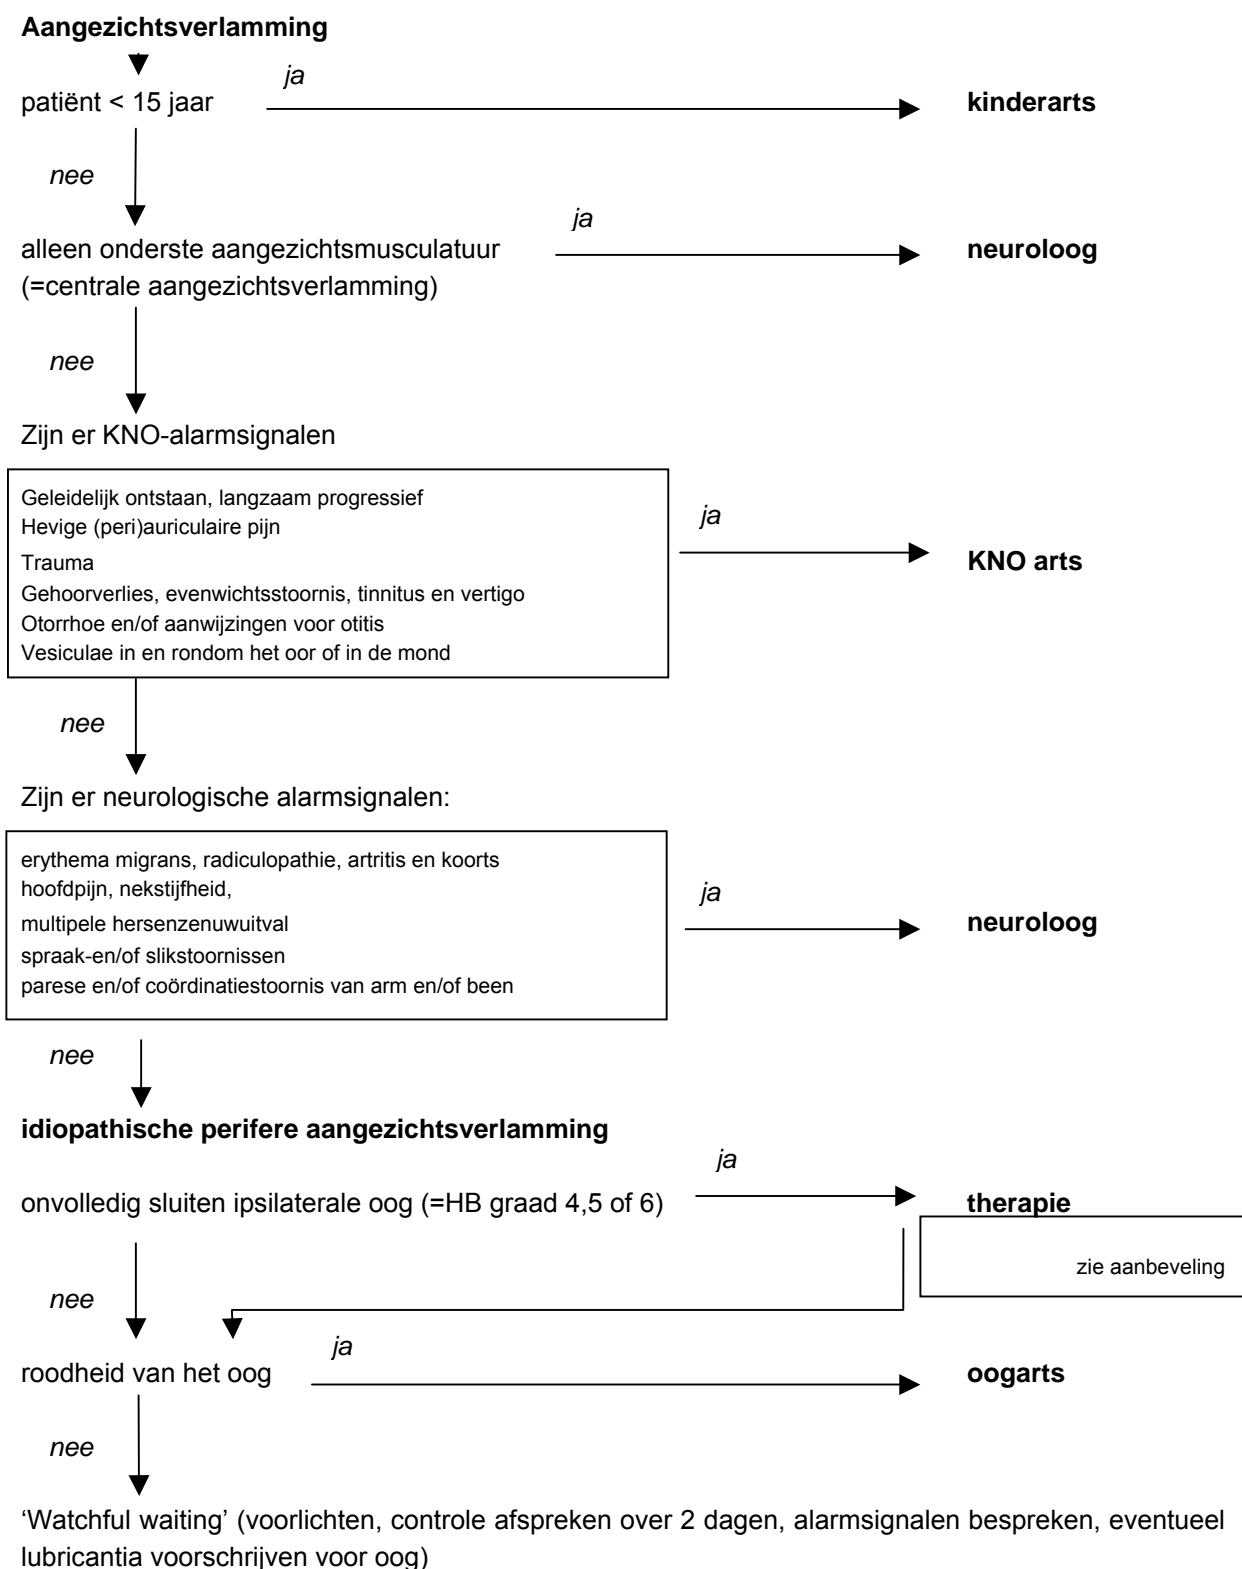 Aangezichtsverlamming
ja
patiënt < 15 jaar
kinderarts
nee
ja
alleen onderste aangezichtsmusculatuur
neuroloog
(=centrale aangezichtsverlamming)
nee
Zijn er KNO-alarmsignalen
Geleidelijk ontstaan, langzaam progressief
Hevige (peri)auriculaire pijn
ja
Trauma
KNO arts
Gehoorverlies, evenwichtsstoornis, tinnitus en vertigo
Otorrhoe en/of aanwijzingen voor otitis
Vesiculae in en rondom het oor of in de mond
nee
Zijn er neurologische alarmsignalen:
erythema migrans, radiculopathie, artritis en koorts
hoofdpijn, nekstijfheid,
ja
multipele hersenzenuwuitval
neuroloog
spraak-en/of slikstoornissen
parese en/of coördinatiestoornis van arm en/of been
nee
idiopathische perifere aangezichtsverlamming
ja
onvolledig sluiten ipsilaterale oog (=HB graad 4,5 of 6)
therapie
zie aanbeveling
nee
ja
roodheid van het oog
oogarts
nee
‘Watchful waiting’ (voorlichten, controle afspreken over 2 dagen, alarmsignalen bespreken, eventueel
lubricantia voorschrijven voor oog)